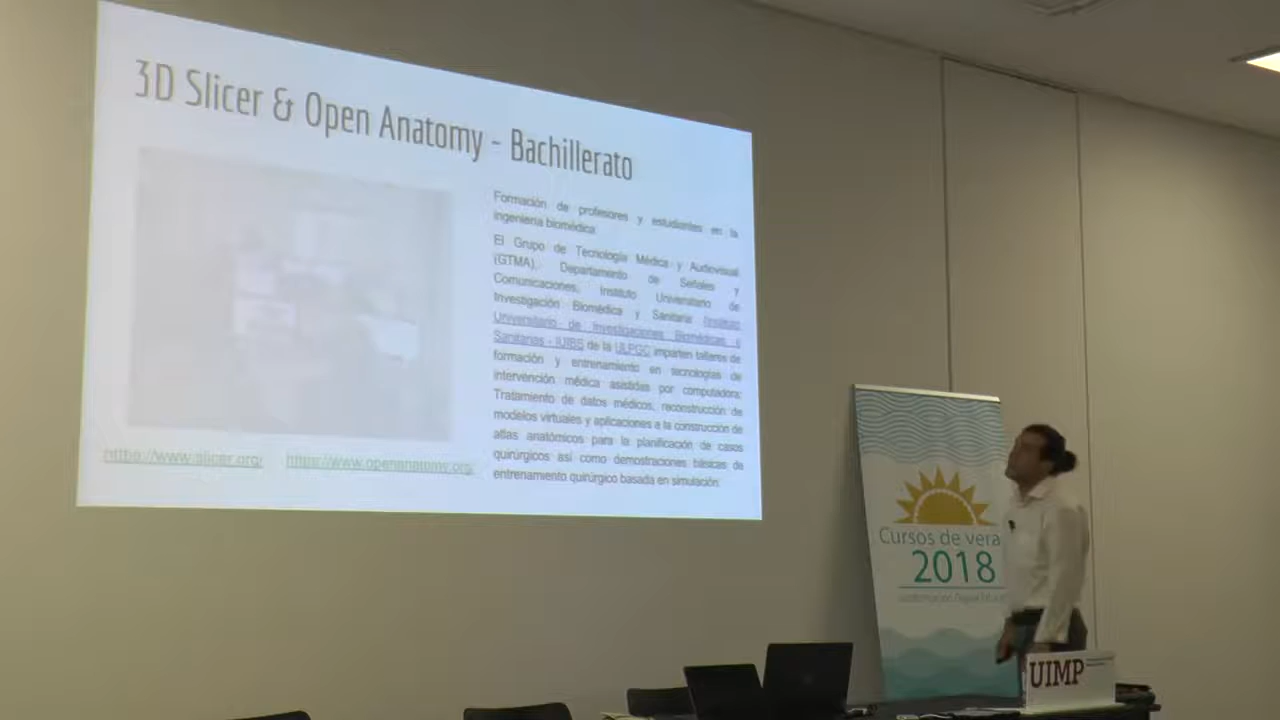 3D Slicer & Open Anatomy - Bachillerato
Formación de profesores y estudiantes en la
ingeniería biomédica
El Grupo de Tecnología Médica y Audiovisual
(GTMA), Departamento de Señales y
Comunicaciones, Instituto Universitario de
Investigación Biomédica y Sanitaria (Instituto
Universitario de Investigaciones Biomédicas y
Sanitarias - IUIBS de la ULPGC imparten talleres de
formación y entrenamiento en tecnologías de
intervención médica asistidas por computadora:
Tratamiento de datos médicos, reconstrucción de
modelos virtuales y aplicaciones a la construcción de
atlas anatómicos para la planificación de casos
quirúrgicos así como demostraciones básicas de
entrenamiento quirúrgico basada en simulación.
https://www.slicer.org/
https://www.openanatomy.org
Cursos de vera
2018
UIMP